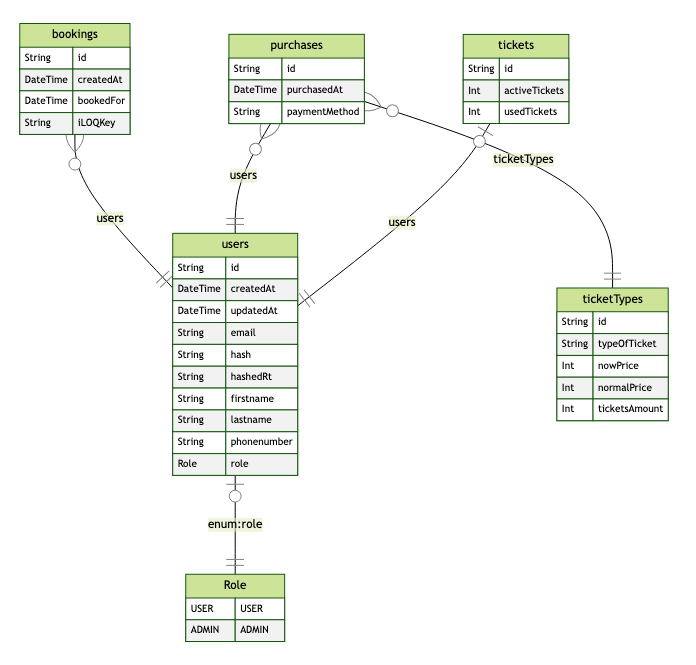 bookings
String id
DateTime createdAt
DateTime bookedFor
String iLOQKey
purchases
String id
DateTime purchasedAt
String paymentMethod
tickets
String id
Int activeTickets
Int usedTickets
users
users
users
ticketTypes
users
String id
DateTime createdAt
DateTime updatedAt
String email
String hash
String hashedRt
String firstname
String lastname
String phonenumber
Role role
ticketTypes
String id
String typeOfTicket
Int nowPrice
Int normalPrice
Int ticketsAmount
enum:role
Role
USER USER
ADMIN ADMIN